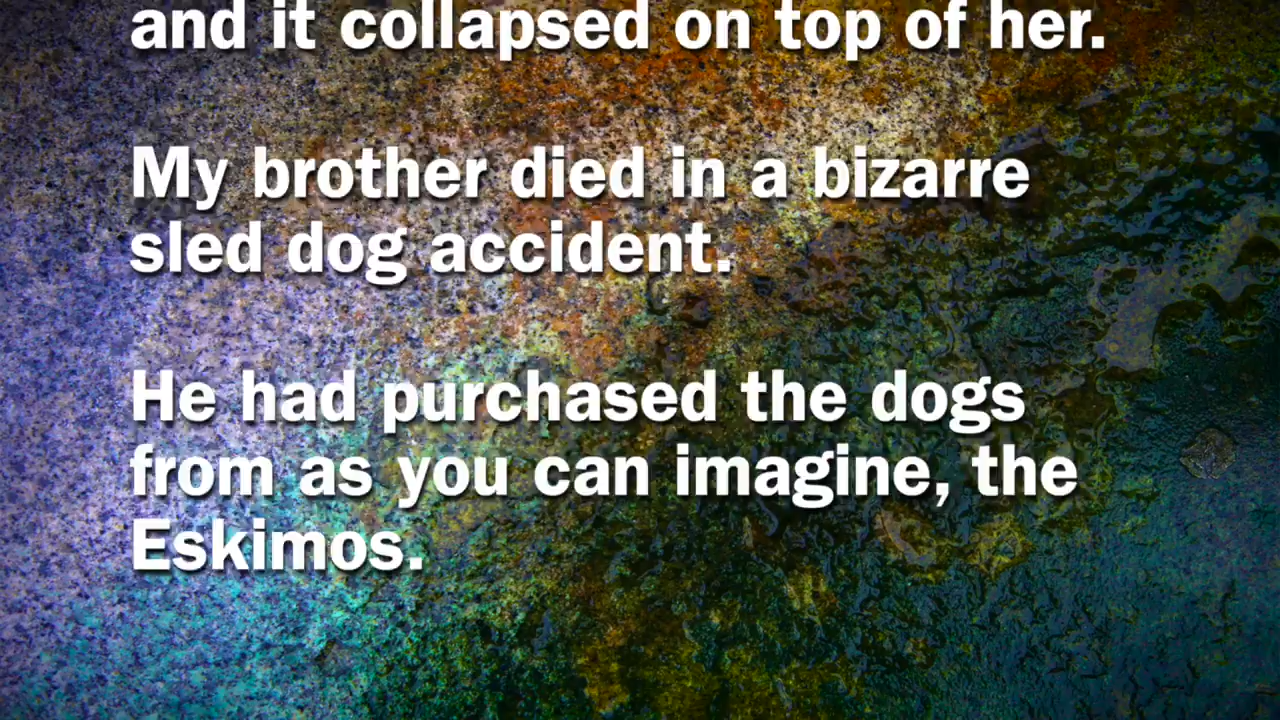 and it collapsed on top of her.
My brother died in a bizarre
sled dog accident.
He had purchased the dogs
from as you can imagine, the
Eskimos.